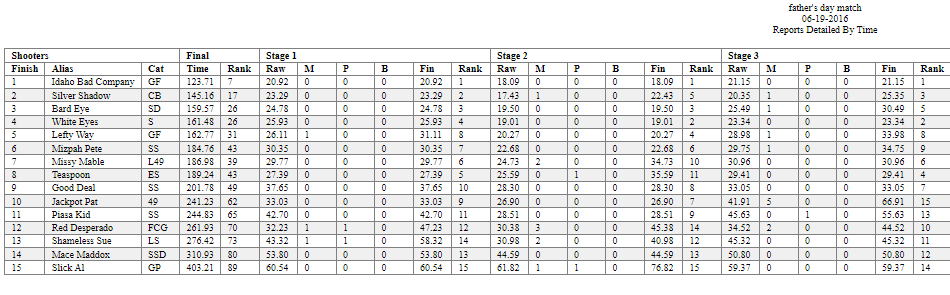 father's day match
06-19-2016
Reports Detailed By Time
Shooters Final Stage 1 Stage 2 Stage 3
Finish Alias Cat Time Rank Raw M P B Fin Rank Raw M P B Fin Rank Raw M P B Fin Rank
1 Idaho Bad Company GF 123.71 7 20.92 0 0 0 20.92 1 18.09 0 0 0 18.09 1 21.15 0 0 0 21.15 1
2 Silver Shadow CB 145.16 17 23.29 0 0 0 23.29 2 17.43 1 0 0 22.43 5 20.35 1 0 0 25.35 3
3 Bard Eye SD 159.57 26 24.78 0 0 0 24.78 3 19.50 0 0 0 19.50 3 25.49 1 0 0 30.49 5
4 White Eyes S 161.48 26 25.93 0 0 0 25.93 4 19.01 0 0 0 19.01 2 23.34 0 0 0 23.34 2
5 Lefty Way GF 162.77 31 26.11 1 0 0 31.11 8 20.27 0 0 0 20.27 4 28.98 1 0 0 33.98 8
6 Mizpah Pete SS 184.76 43 30.35 0 0 0 30.35 7 22.68 0 0 0 22.68 6 29.75 1 0 0 34.75 9
7 Missy Mable L49 186.98 39 29.77 0 0 0 29.77 6 24.73 2 0 0 34.73 10 30.96 0 0 0 30.96 6
8 Teaspoon ES 189.24 43 27.39 0 0 0 27.39 5 25.59 0 1 0 35.59 11 29.41 0 0 0 29.41 4
9 Good Deal SS 201.78 49 37.65 0 0 0 37.65 10 28.30 0 0 0 28.30 8 33.05 0 0 0 33.05 7
10 Jackpot Pat 49 241.23 62 33.03 0 0 0 33.03 9 26.90 0 0 0 26.90 7 41.91 5 0 0 66.91 15
11 Piasa Kid SS 244.83 65 42.70 0 0 0 42.70 11 28.51 0 0 0 28.51 9 45.63 0 1 0 55.63 13
12 Red Desperado FCG 261.93 70 32.23 1 1 0 47.23 12 30.38 3 0 0 45.38 14 34.52 2 0 0 44.52 10
13 Shameless Sue LS 276.42 73 43.32 1 1 0 58.32 14 30.98 2 0 0 40.98 12 45.32 0 0 0 45.32 11
14 Mace Maddox SSD 310.93 80 53.80 0 0 0 53.80 13 44.59 0 0 0 44.59 13 50.80 0 0 0 50.80 12
15 Slick Al GP 403.21 89 60.54 0 0 0 60.54 15 61.82 1 1 0 76.82 15 59.37 0 0 0 59.37 14